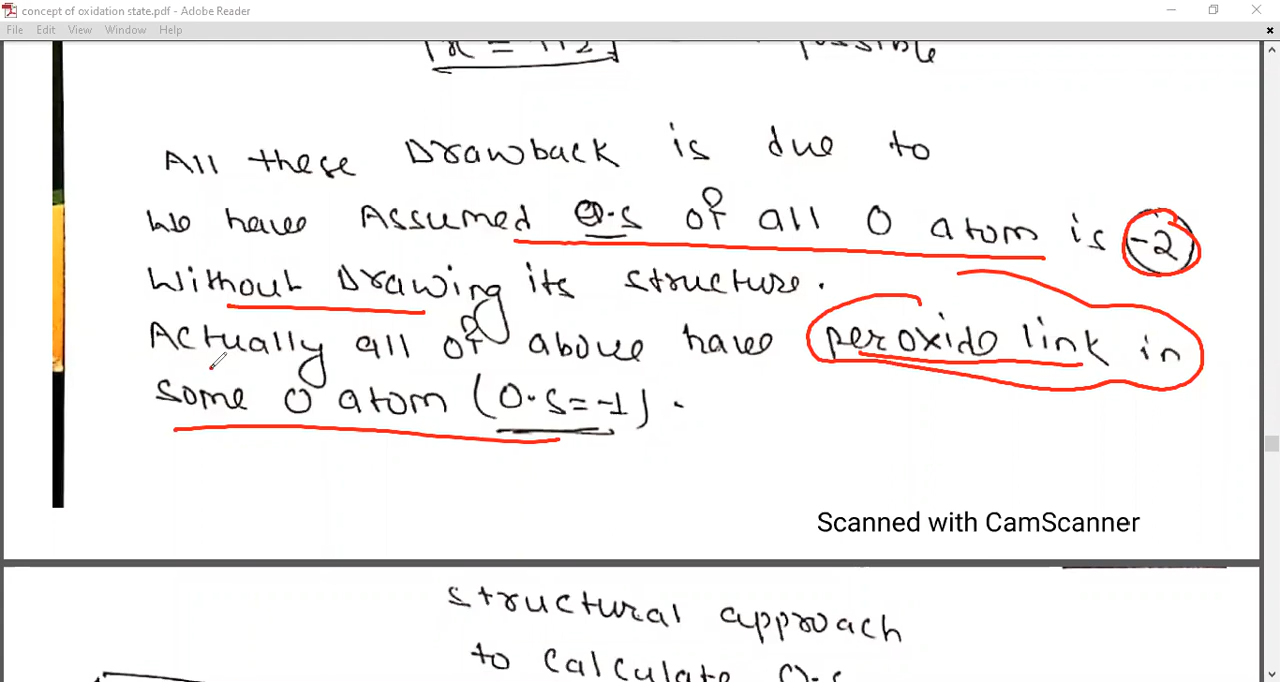 concept of oxidation state.pdf - Adobe Reader
File Edit View Window Help
All these Drawback is due to
We have Assumed O.S of all O atom is -2
Without Drawing its structure.
Actually all of above have peroxido link in
some O atom (O.S=-1).
Scanned with CamScanner
structural approach
to calculate O.S